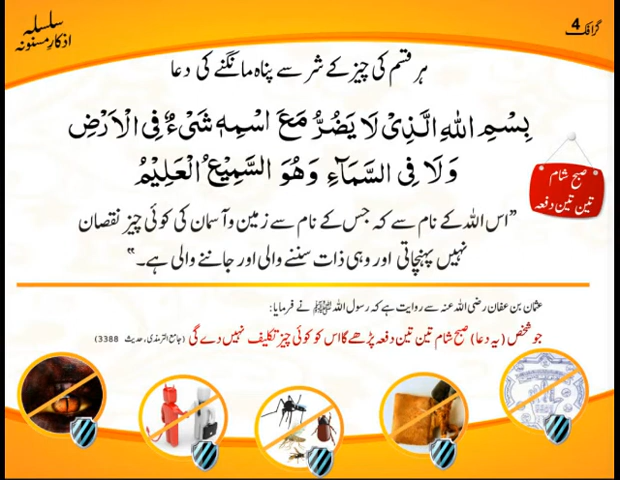 سلسلہ
اذکارِ مسنونہ
گرافک 4
ہر قسم کی چیز کے شر سے پناہ مانگنے کی دعا
بِسْمِ اللهِ الَّذِیْ لَا یَضُرُّ مَعَ اسْمِهٖ شَیْءٌ فِی الْاَرْضِ
وَلَا فِی السَّمَآءِ وَهُوَ السَّمِیْعُ الْعَلِیْمُ
صبح شام
تین تین دفعہ
”اس اللہ کے نام سے کہ جس کے نام سے زمین و آسمان کی کوئی چیز نقصان
نہیں پہنچاتی اور وہی ذات سننے والی اور جاننے والی ہے۔“
عثمان بن عفان رضی اللہ عنہ سے روایت ہے کہ رسول اللہ ﷺ نے فرمایا:
جو شخص (یہ دعا) صبح شام تین تین دفعہ پڑھے گا اس کو کوئی چیز تکلیف نہیں دے گی (جامع الترمذی، حدیث 3388)